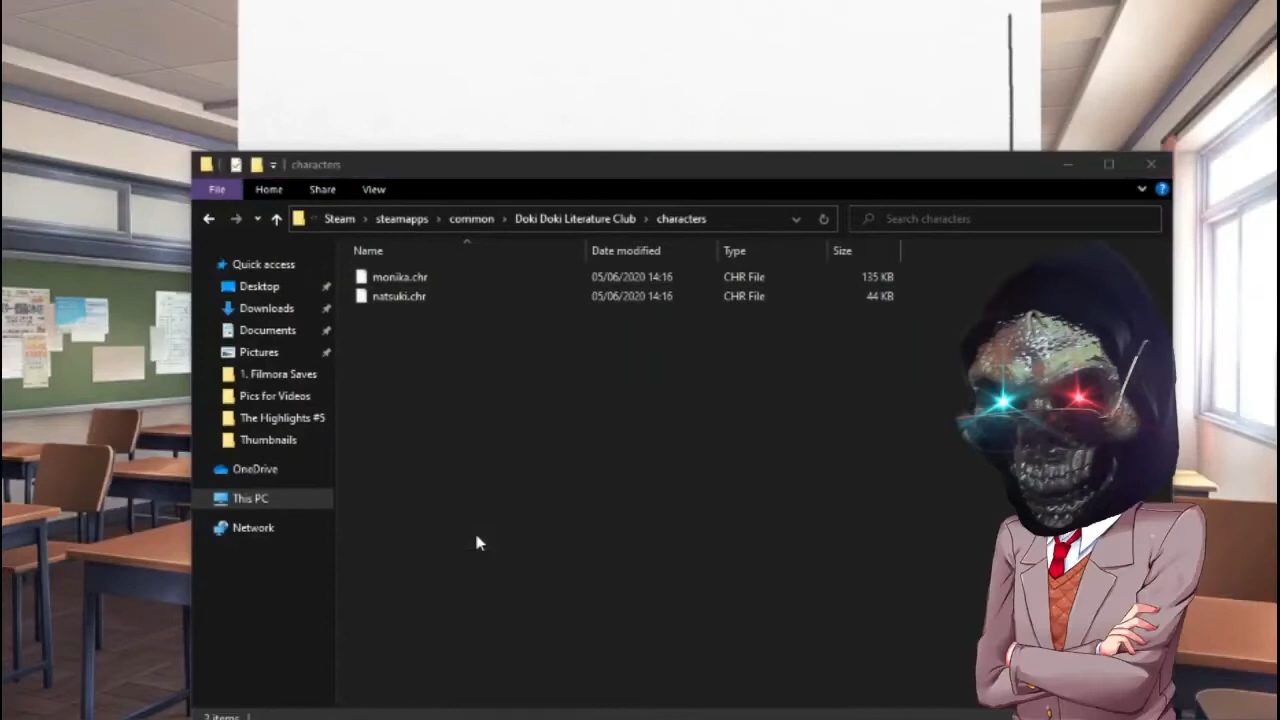 characters
File Home Share View
Steam steamapps common Doki Doki Literature Club characters Search characters
Name Date modified Type Size
Quick access
monika.chr 05/06/2020 14:16 CHR File 135 KB
Desktop
natsuki.chr 05/06/2020 14:16 CHR File 44 KB
Downloads
Documents
Pictures
1. Filmora Saves
Pics for Videos
The Highlights #5
Thumbnails
OneDrive
This PC
Network
items